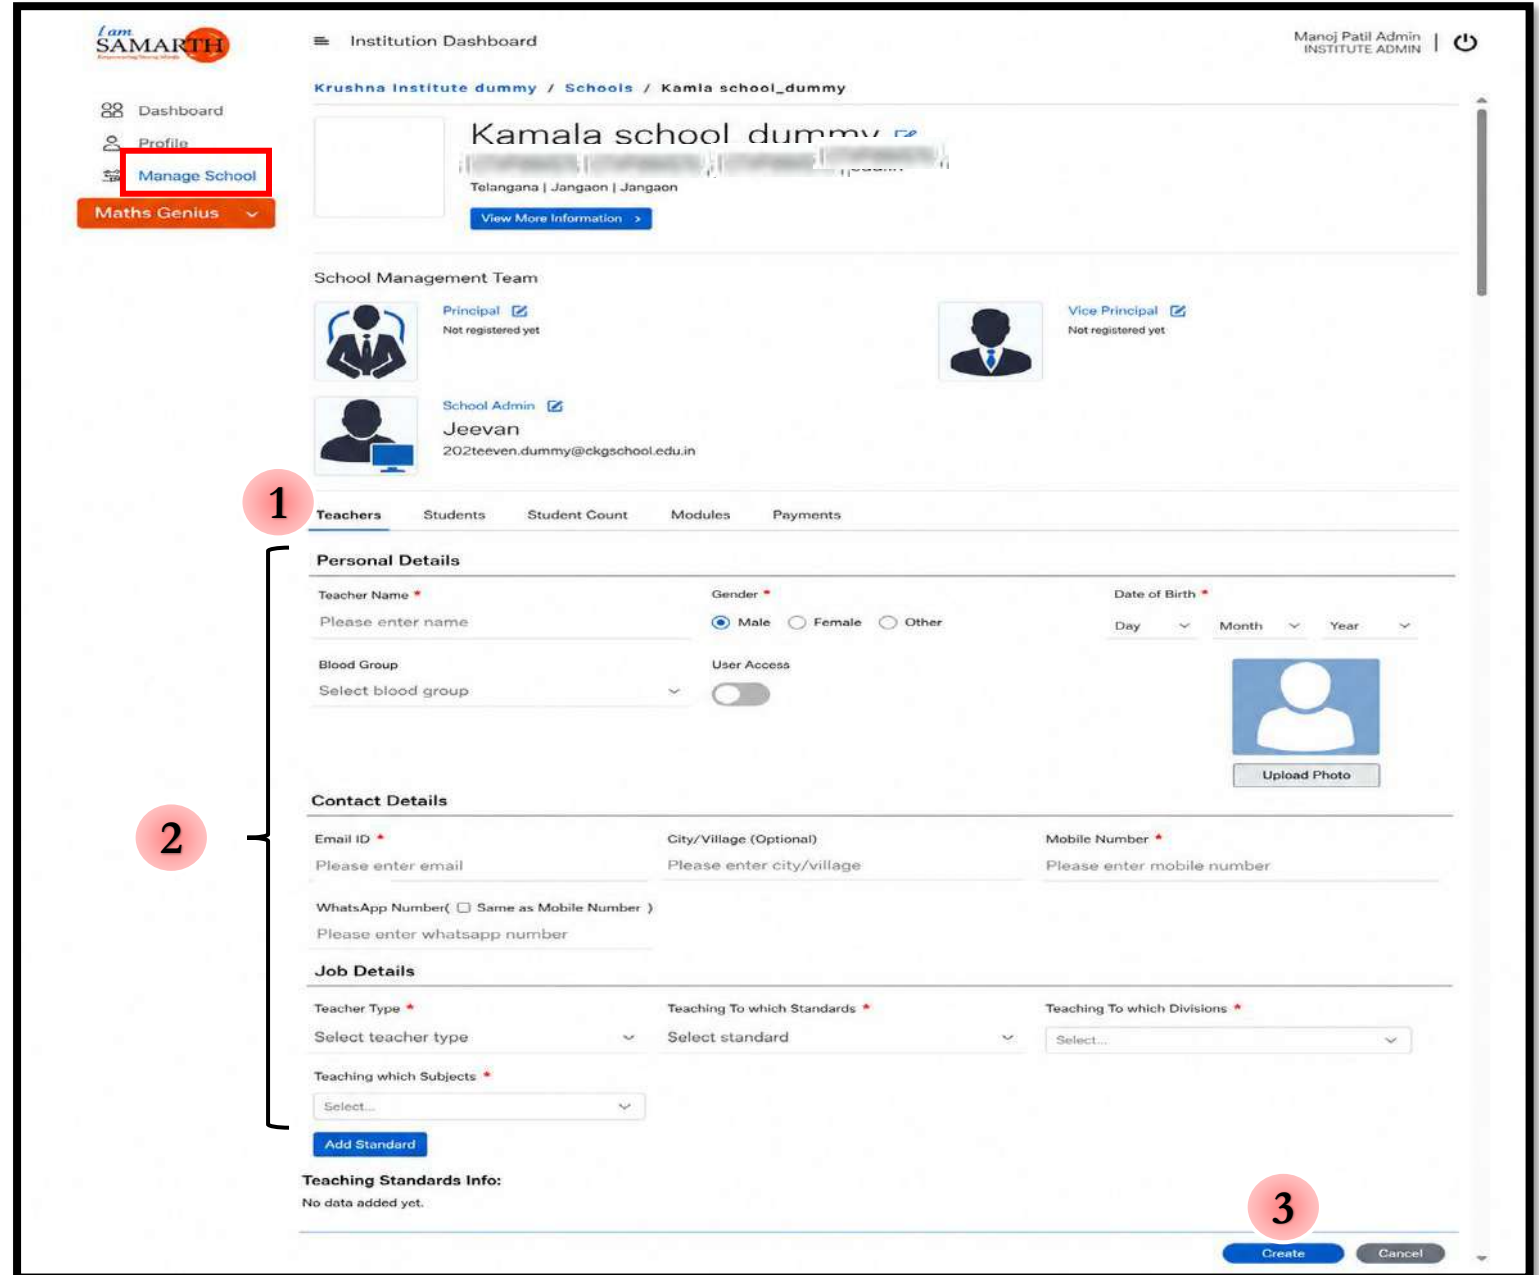 I am
SAMARTH
Empowering Young Minds
Institution Dashboard
Manoj Patil Admin
INSTITUTE ADMIN
Dashboard
Profile
Manage School
Maths Genius
Krushna Institute dummy / Schools / Kamla school_dummy
Kamala school dummy
Telangana | Jangaon | Jangaon
View More Information >
School Management Team
Principal
Not registered yet
Vice Principal
Not registered yet
School Admin
Jeevan
202teeven.dummy@ckgschool.edu.in
1
Teachers Students Student Count Modules Payments
2
Personal Details
Teacher Name * Gender * Date of Birth *
Please enter name Male Female Other Day Month Year
Blood Group User Access
Select blood group
Upload Photo
Contact Details
Email ID * City/Village (Optional) Mobile Number *
Please enter email Please enter city/village Please enter mobile number
WhatsApp Number( Same as Mobile Number )
Please enter whatsapp number
Job Details
Teacher Type * Teaching To which Standards * Teaching To which Divisions *
Select teacher type Select standard Select...
Teaching which Subjects *
Select...
Add Standard
Teaching Standards Info:
No data added yet.
3
Create Cancel